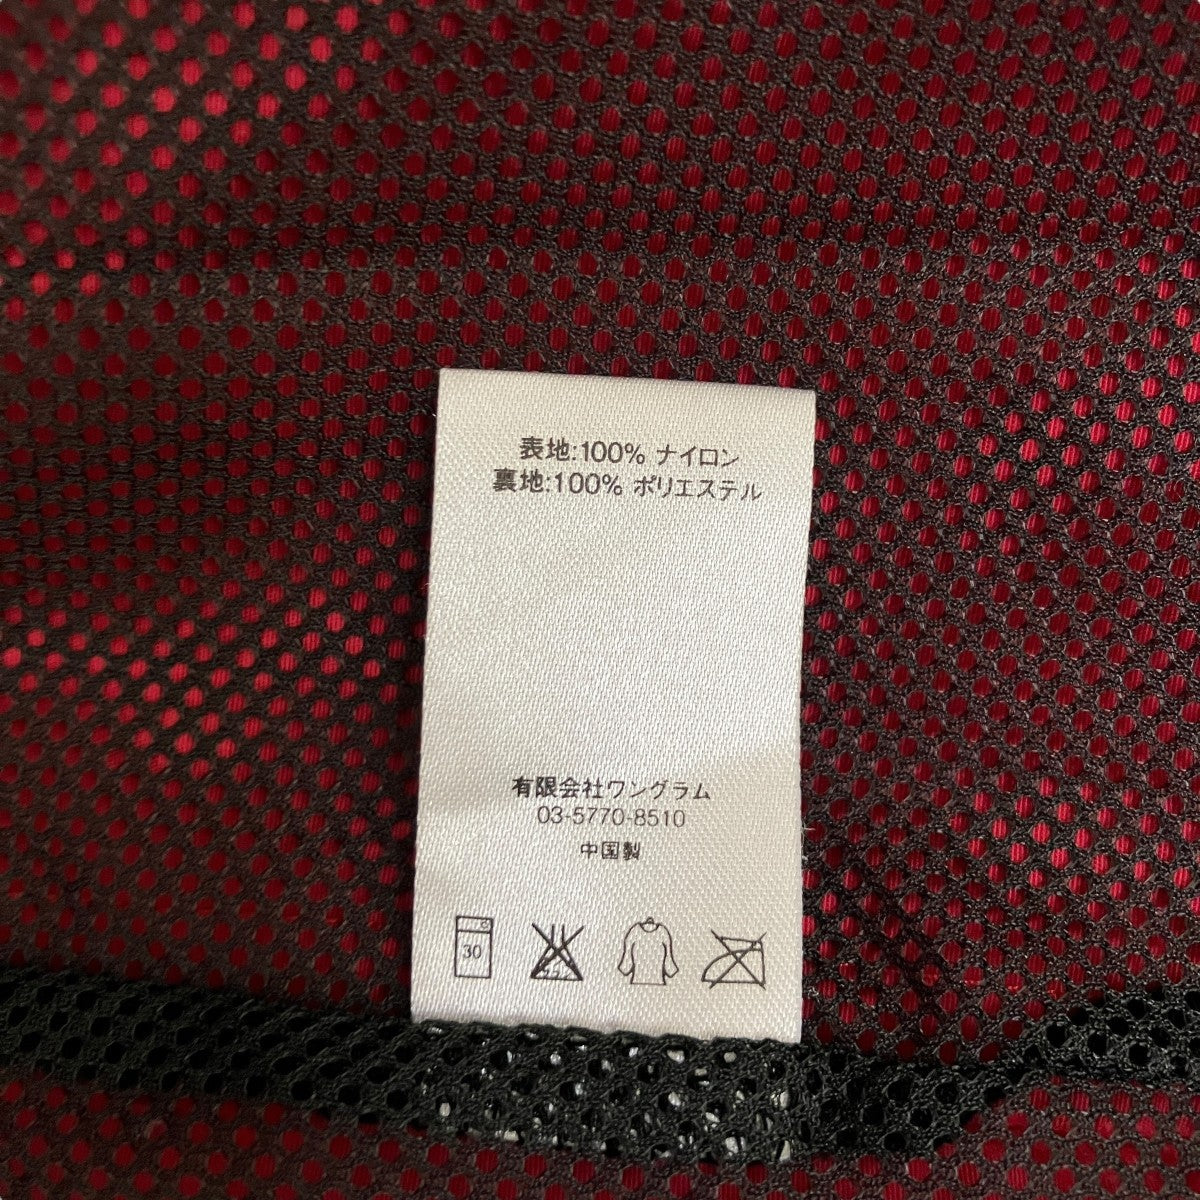 表地:100% ナイロン
裏地:100% ポリエステル
有限会社ワングラム
03-5770-8510
中国製
30